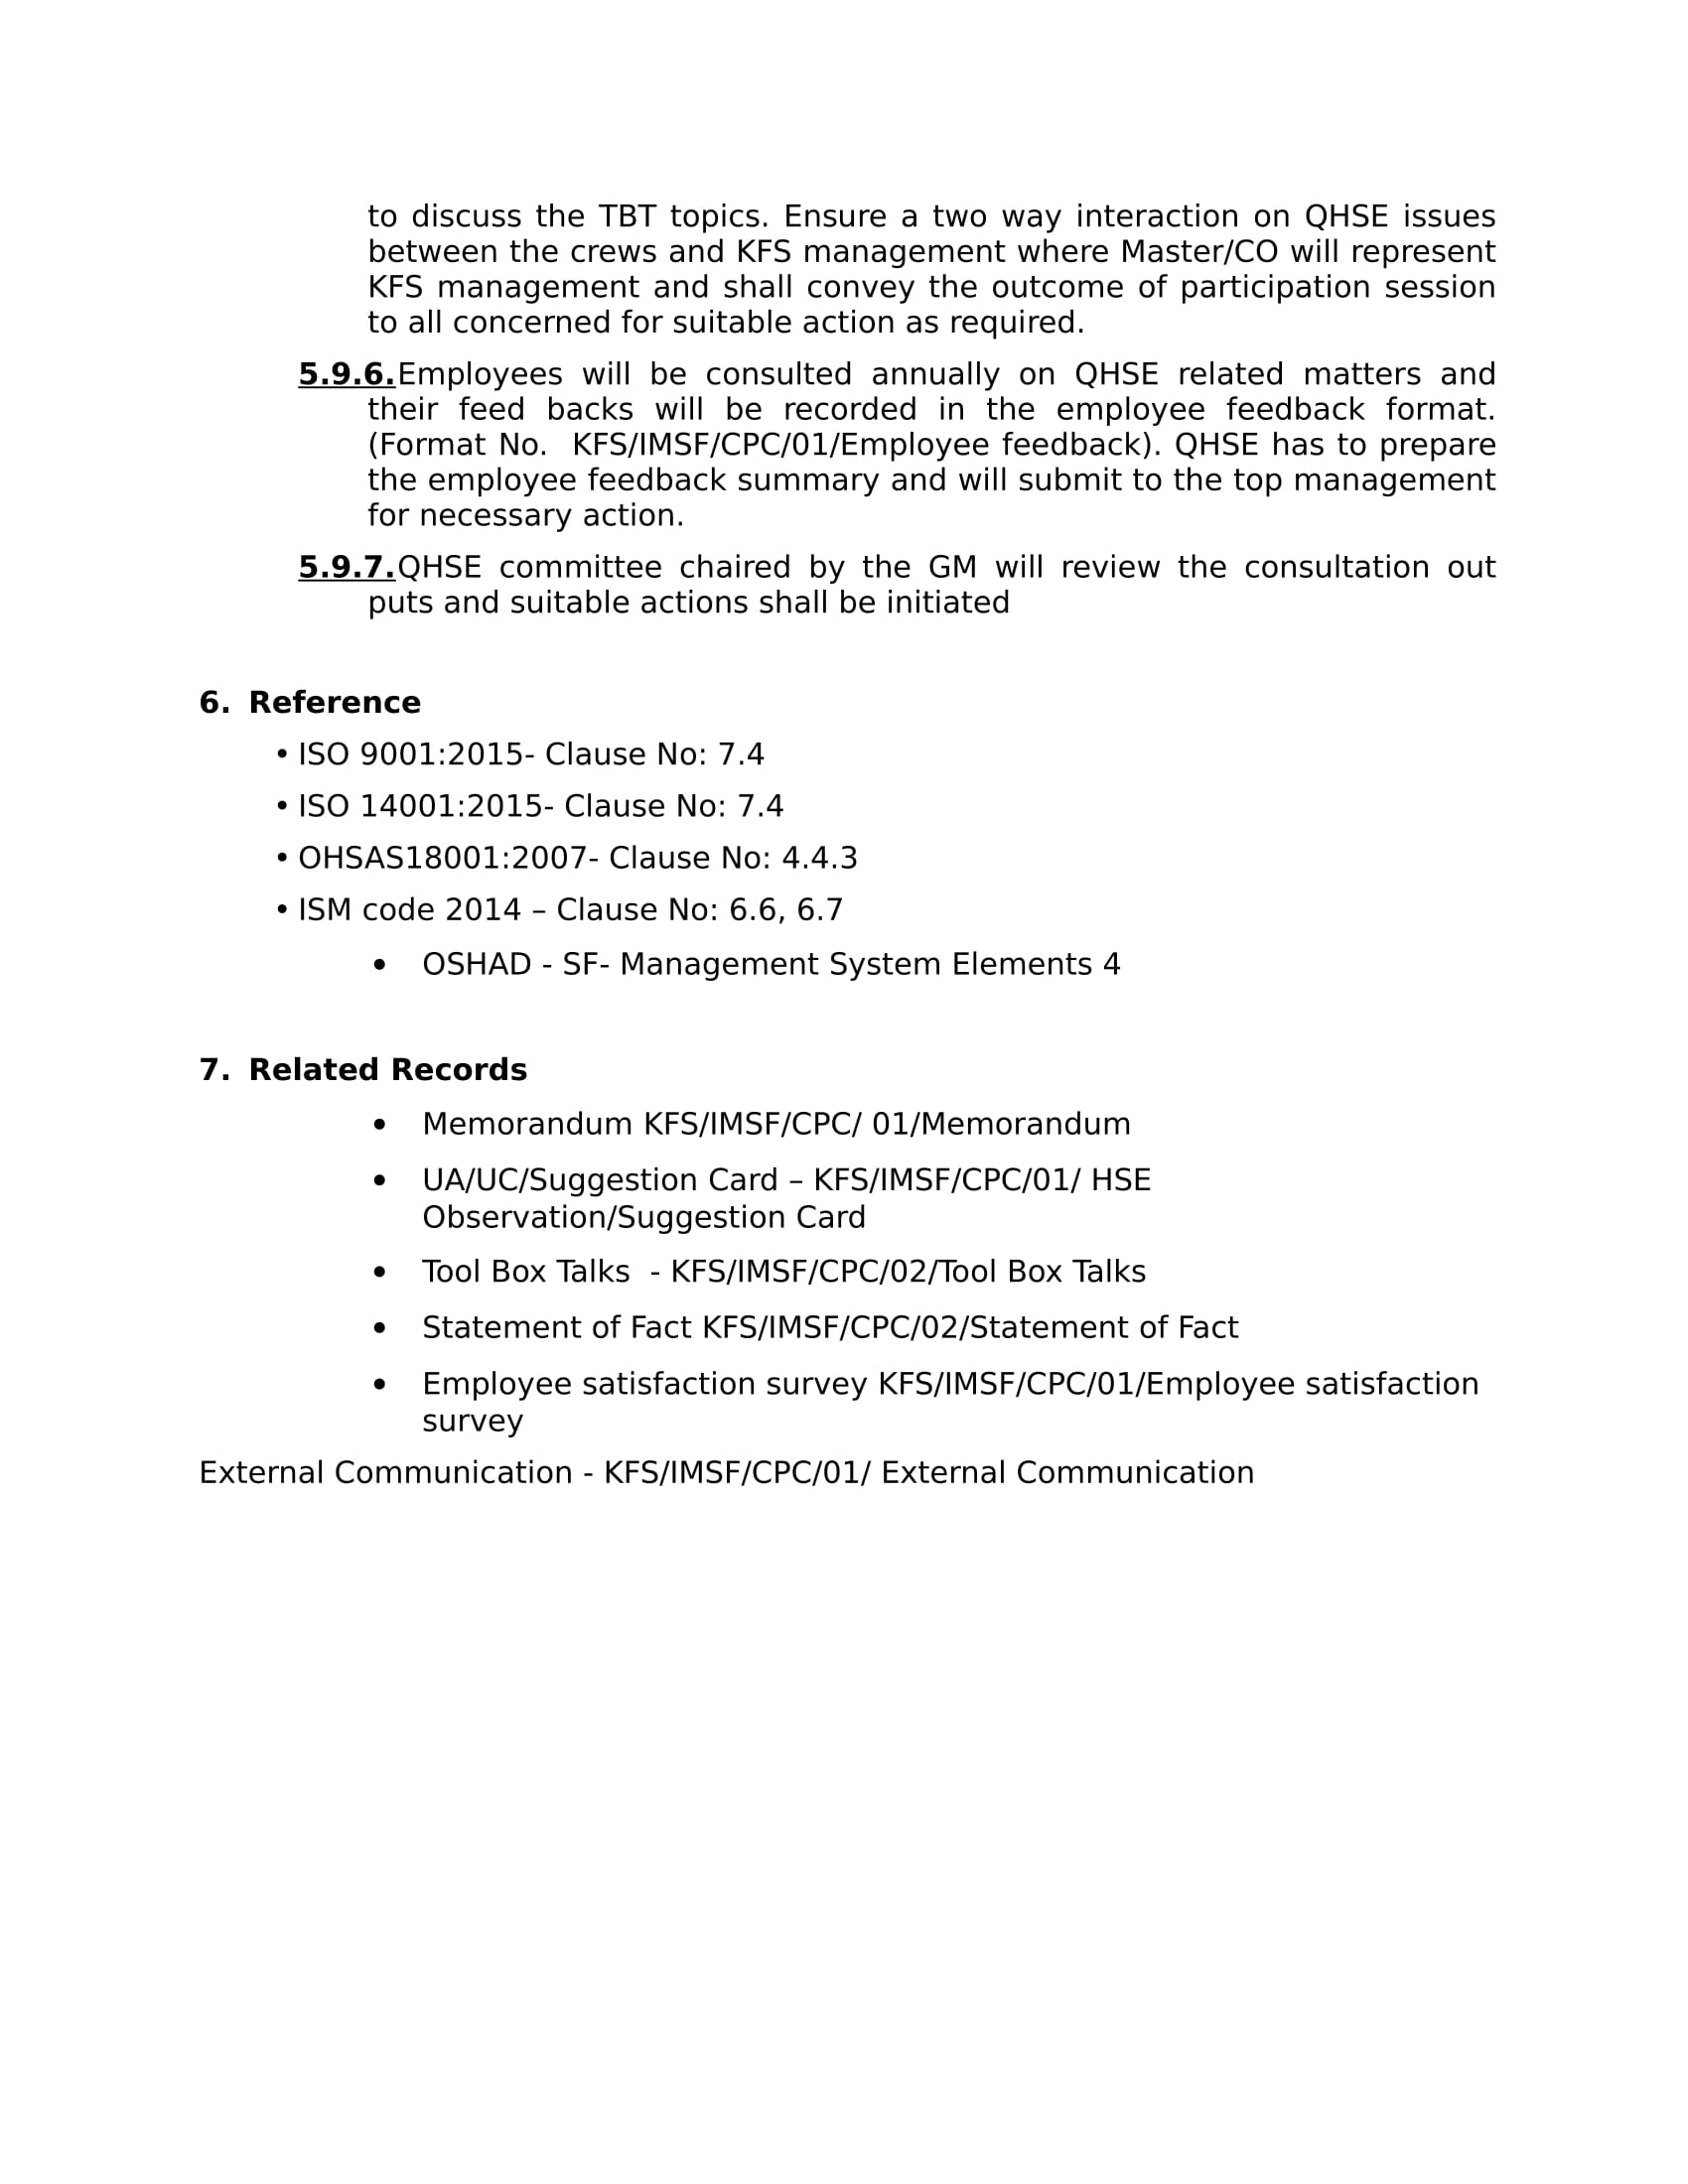 to discuss the TBT topics. Ensure a two way interaction on QHSE issues
between the crews and KFS management where Master/CO will represent
KFS management and shall convey the outcome of participation session
to all concerned for suitable action as required.
5.9.6.Employees will be consulted annually on QHSE related matters and
their feed backs will be recorded in the employee feedback format.
(Format No.  KFS/IMSF/CPC/01/Employee feedback). QHSE has to prepare
the employee feedback summary and will submit to the top management
for necessary action.
5.9.7.QHSE committee chaired by the GM will review the consultation out
puts and suitable actions shall be initiated
6. Reference
• ISO 9001:2015- Clause No: 7.4
• ISO 14001:2015- Clause No: 7.4
• OHSAS18001:2007- Clause No: 4.4.3
• ISM code 2014 – Clause No: 6.6, 6.7
• OSHAD - SF- Management System Elements 4
7. Related Records
• Memorandum KFS/IMSF/CPC/ 01/Memorandum
• UA/UC/Suggestion Card – KFS/IMSF/CPC/01/ HSE
Observation/Suggestion Card
• Tool Box Talks  - KFS/IMSF/CPC/02/Tool Box Talks
• Statement of Fact KFS/IMSF/CPC/02/Statement of Fact
• Employee satisfaction survey KFS/IMSF/CPC/01/Employee satisfaction
survey
External Communication - KFS/IMSF/CPC/01/ External Communication